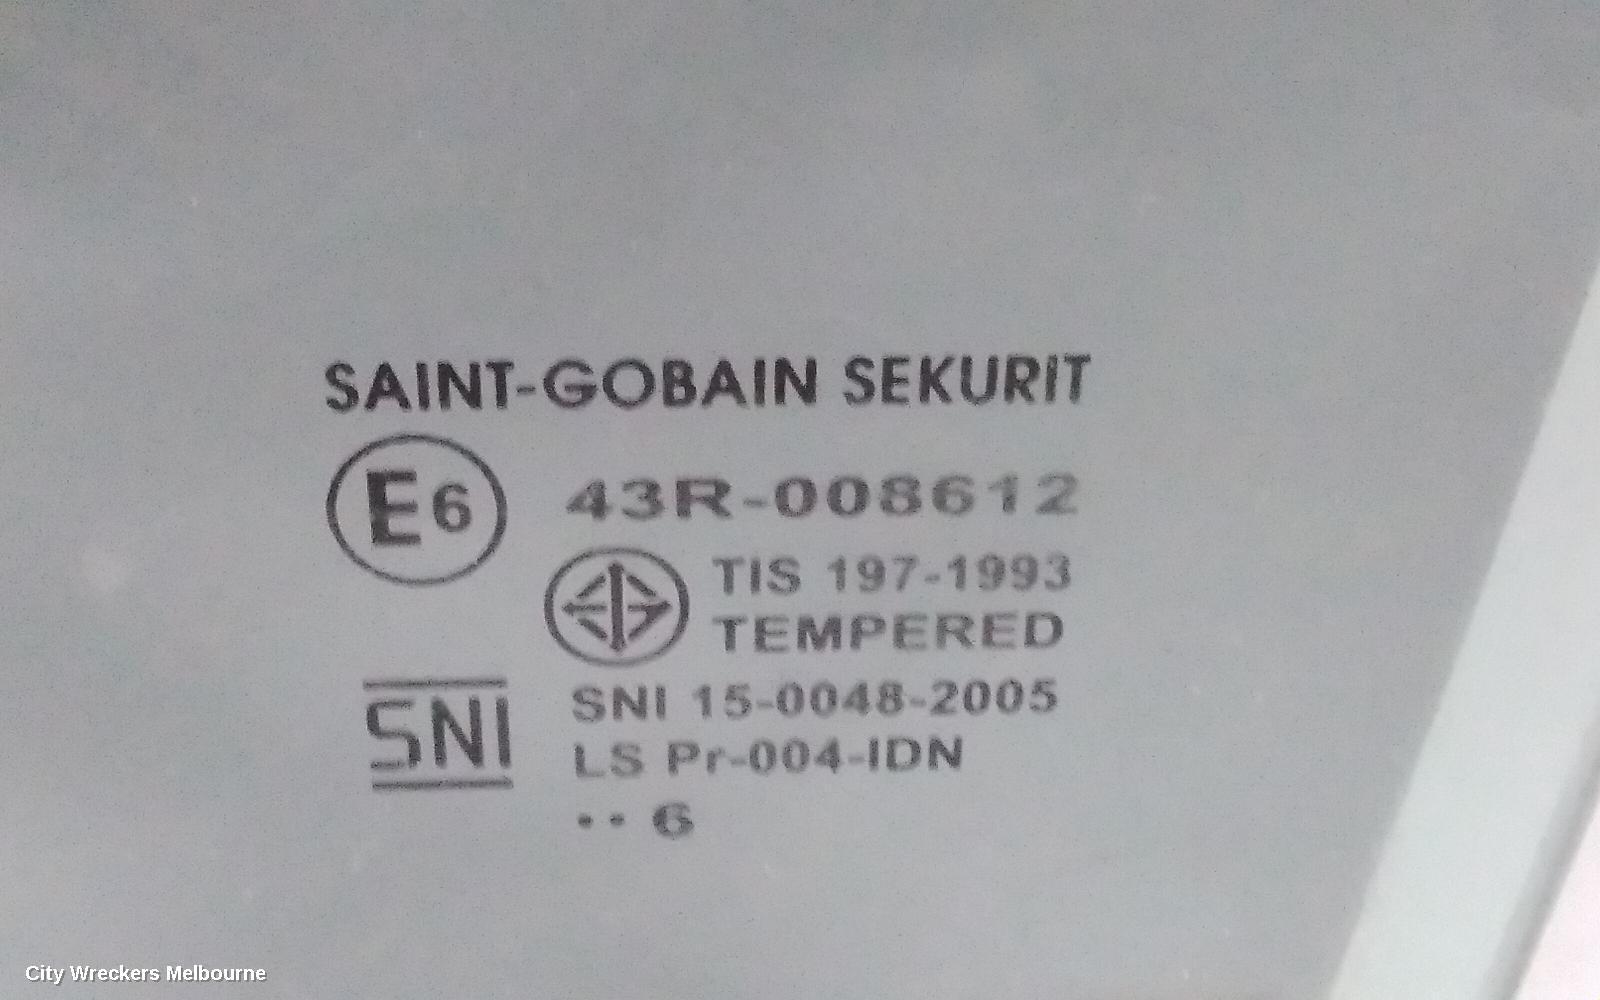 SAINT-GOBAIN SEKURIT
E6 43R-008612
TIS 197-1993
TEMPERED
SNI SNI 15-0048-2005
LS Pr-004-IDN
•• 6
City Wreckers Melbourne